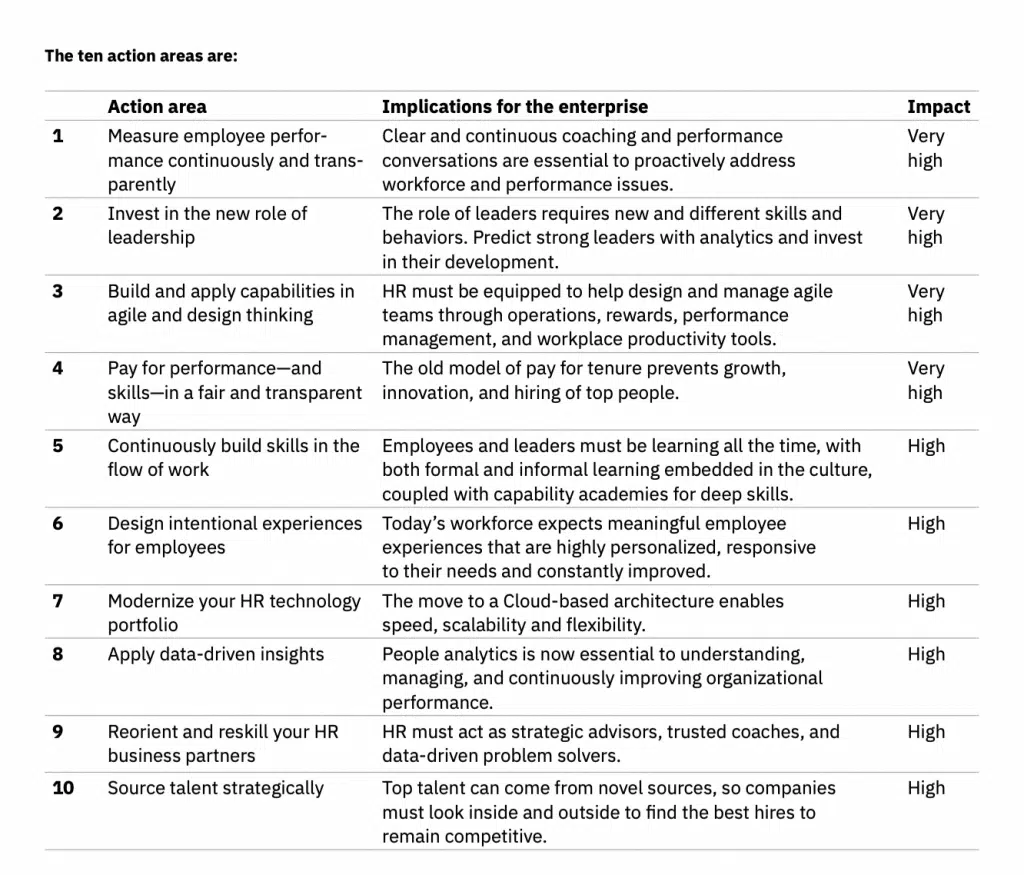 The ten action areas are:
Action area Implications for the enterprise Impact
1 Measure employee perfor- Clear and continuous coaching and performance Very
mance continuously and trans- conversations are essential to proactively address high
parently workforce and performance issues.
2 Invest in the new role of The role of leaders requires new and different skills and Very
leadership behaviors. Predict strong leaders with analytics and invest high
in their development.
3 Build and apply capabilities in HR must be equipped to help design and manage agile Very
agile and design thinking teams through operations, rewards, performance high
management, and workplace productivity tools.
4 Pay for performance—and The old model of pay for tenure prevents growth, Very
skills—in a fair and transparent innovation, and hiring of top people. high
way
5 Continuously build skills in the Employees and leaders must be learning all the time, with High
flow of work both formal and informal learning embedded in the culture,
coupled with capability academies for deep skills.
6 Design intentional experiences Today’s workforce expects meaningful employee High
for employees experiences that are highly personalized, responsive
to their needs and constantly improved.
7 Modernize your HR technology The move to a Cloud-based architecture enables High
portfolio speed, scalability and flexibility.
8 Apply data-driven insights People analytics is now essential to understanding, High
managing, and continuously improving organizational
performance.
9 Reorient and reskill your HR HR must act as strategic advisors, trusted coaches, and High
business partners data-driven problem solvers.
10 Source talent strategically Top talent can come from novel sources, so companies High
must look inside and outside to find the best hires to
remain competitive.